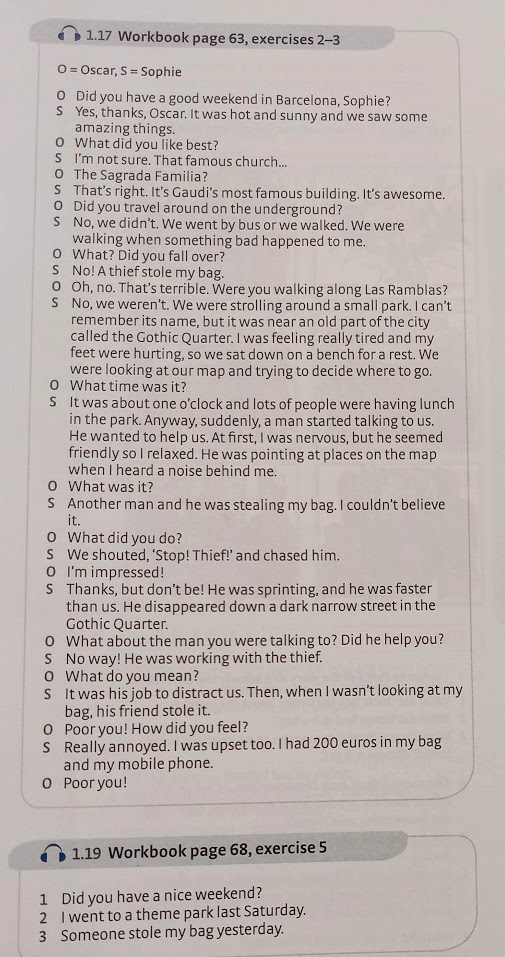 1.17 Workbook page 63, exercises 2–3
O = Oscar, S = Sophie
O Did you have a good weekend in Barcelona, Sophie?
S Yes, thanks, Oscar. It was hot and sunny and we saw some
amazing things.
O What did you like best?
S I'm not sure. That famous church...
O The Sagrada Familia?
S That's right. It's Gaudi's most famous building. It's awesome.
O Did you travel around on the underground?
S No, we didn't. We went by bus or we walked. We were
walking when something bad happened to me.
O What? Did you fall over?
S No! A thief stole my bag.
O Oh, no. That's terrible. Were you walking along Las Ramblas?
S No, we weren't. We were strolling around a small park. I can't
remember its name, but it was near an old part of the city
called the Gothic Quarter. I was feeling really tired and my
feet were hurting, so we sat down on a bench for a rest. We
were looking at our map and trying to decide where to go.
O What time was it?
S It was about one o'clock and lots of people were having lunch
in the park. Anyway, suddenly, a man started talking to us.
He wanted to help us. At first, I was nervous, but he seemed
friendly so I relaxed. He was pointing at places on the map
when I heard a noise behind me.
O What was it?
S Another man and he was stealing my bag. I couldn't believe
it.
O What did you do?
S We shouted, 'Stop! Thief!' and chased him.
O I'm impressed!
S Thanks, but don't be! He was sprinting, and he was faster
than us. He disappeared down a dark narrow street in the
Gothic Quarter.
O What about the man you were talking to? Did he help you?
S No way! He was working with the thief.
O What do you mean?
S It was his job to distract us. Then, when I wasn't looking at my
bag, his friend stole it.
O Poor you! How did you feel?
S Really annoyed. I was upset too. I had 200 euros in my bag
and my mobile phone.
O Poor you!
1.19 Workbook page 68, exercise 5
1 Did you have a nice weekend?
2 I went to a theme park last Saturday.
3 Someone stole my bag yesterday.